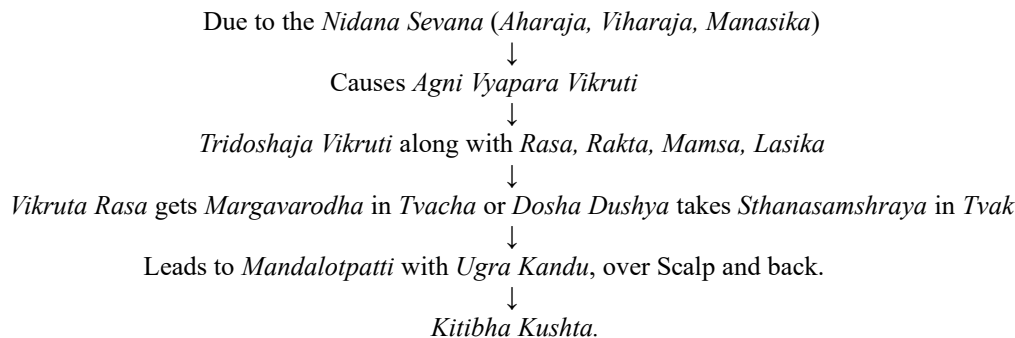 Due to the Nidana Sevana (Aharaja, Viharaja, Manasika)
↓
Causes Agni Vyapara Vikruti
↓
Tridoshaja Vikruti along with Rasa, Rakta, Mamsa, Lasika
↓
Vikruta Rasa gets Margavarodha in Tvacha or Dosha Dushya takes Sthanasamshraya in Tvak
↓
Leads to Mandalotpatti with Ugra Kandu, over Scalp and back.
↓
Kitibha Kushta.